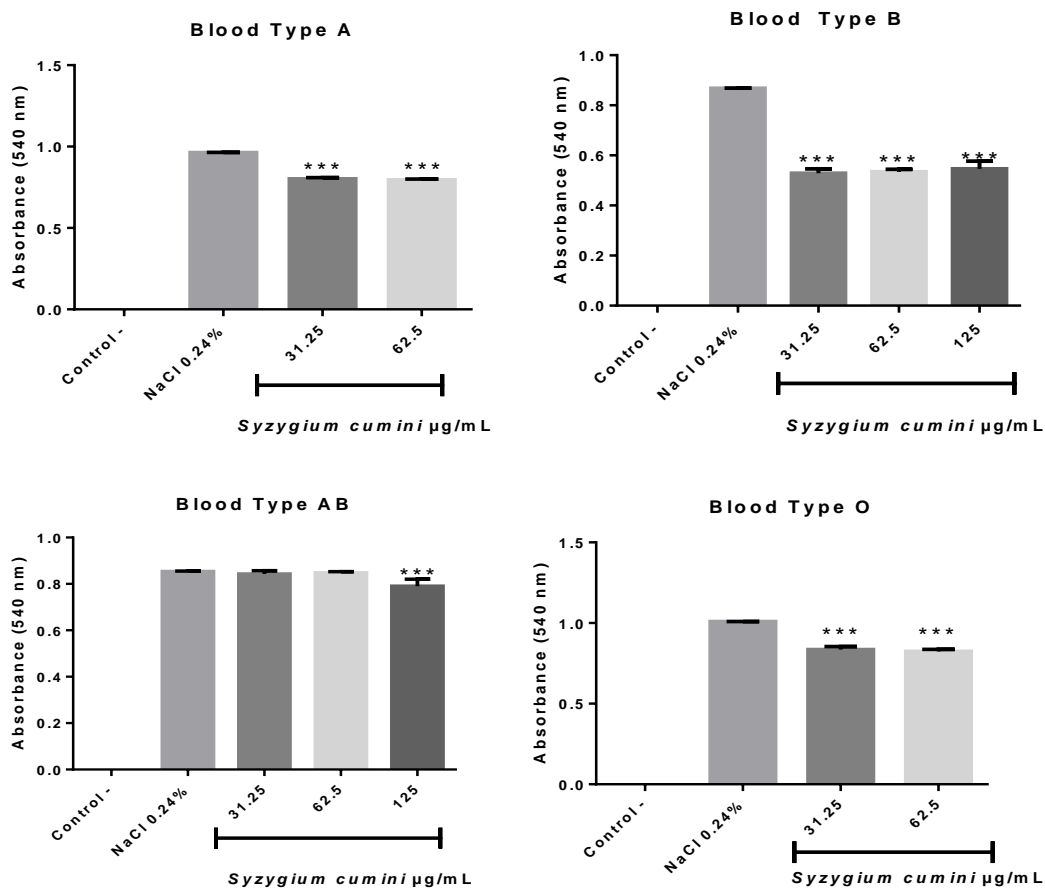 Blood Type A
Absorbance (540 nm)
1.5
1.0
0.5
0.0
***
***
Control -
NaCl 0.24%
31.25
62.5
Syzygium cumini µg/mL
Blood Type B
Absorbance (540 nm)
1.0
0.8
0.6
0.4
0.2
0.0
***
***
***
Control -
NaCl 0.24%
31.25
62.5
125
Syzygium cumini µg/mL
Blood Type AB
Absorbance (540 nm)
1.0
0.8
0.6
0.4
0.2
0.0
***
Control -
NaCl 0.24%
31.25
62.5
125
Syzygium cumini µg/mL
Blood Type O
Absorbance (540 nm)
1.5
1.0
0.5
0.0
***
***
Control -
NaCl 0.24%
31.25
62.5
Syzygium cumini µg/mL